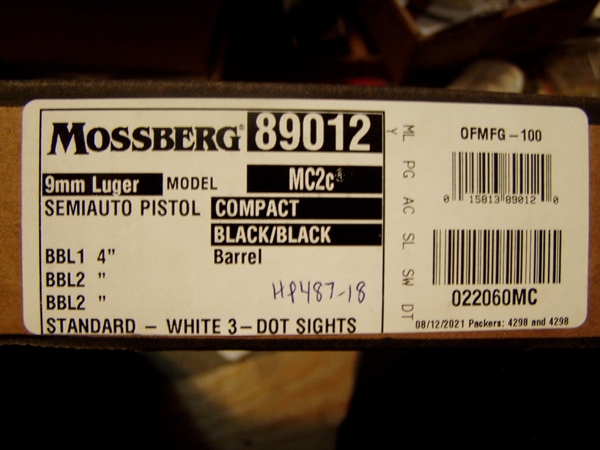 MOSSBERG® 89012
9mm Luger MODEL MC2c
SEMIAUTO PISTOL COMPACT
BLACK/BLACK
BBL1 4" Barrel
BBL2 "
BBL2 "
HP487-18
STANDARD - WHITE 3-DOT SIGHTS
ML PG AC SL SW DT
Y
OFMFG-100
0 15813 89012 0
022060MC
08/12/2021 Packers: 4298 and 4298